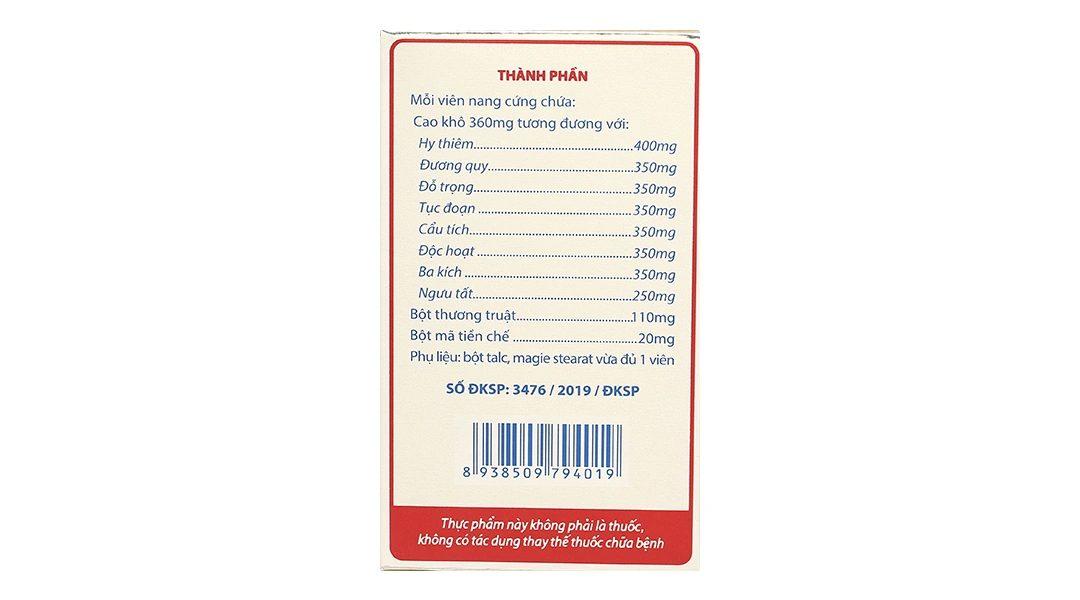 THÀNH PHẦN
Mỗi viên nang cứng chứa:
Cao khô 360mg tương đương với:
Hy thiêm.......................................400mg
Đương quy...................................350mg
Đỗ trọng.......................................350mg
Tục đoạn ......................................350mg
Cẩu tích........................................350mg
Độc hoạt ......................................350mg
Ba kích .........................................350mg
Ngưu tất.......................................250mg
Bột thương truật............................110mg
Bột mã tiền chế ..............................20mg
Phụ liệu: bột talc, magie stearat vừa đủ 1 viên
SỐ ĐKSP: 3476 / 2019 / ĐKSP
8 938509 794019
Thực phẩm này không phải là thuốc,
không có tác dụng thay thế thuốc chữa bệnh